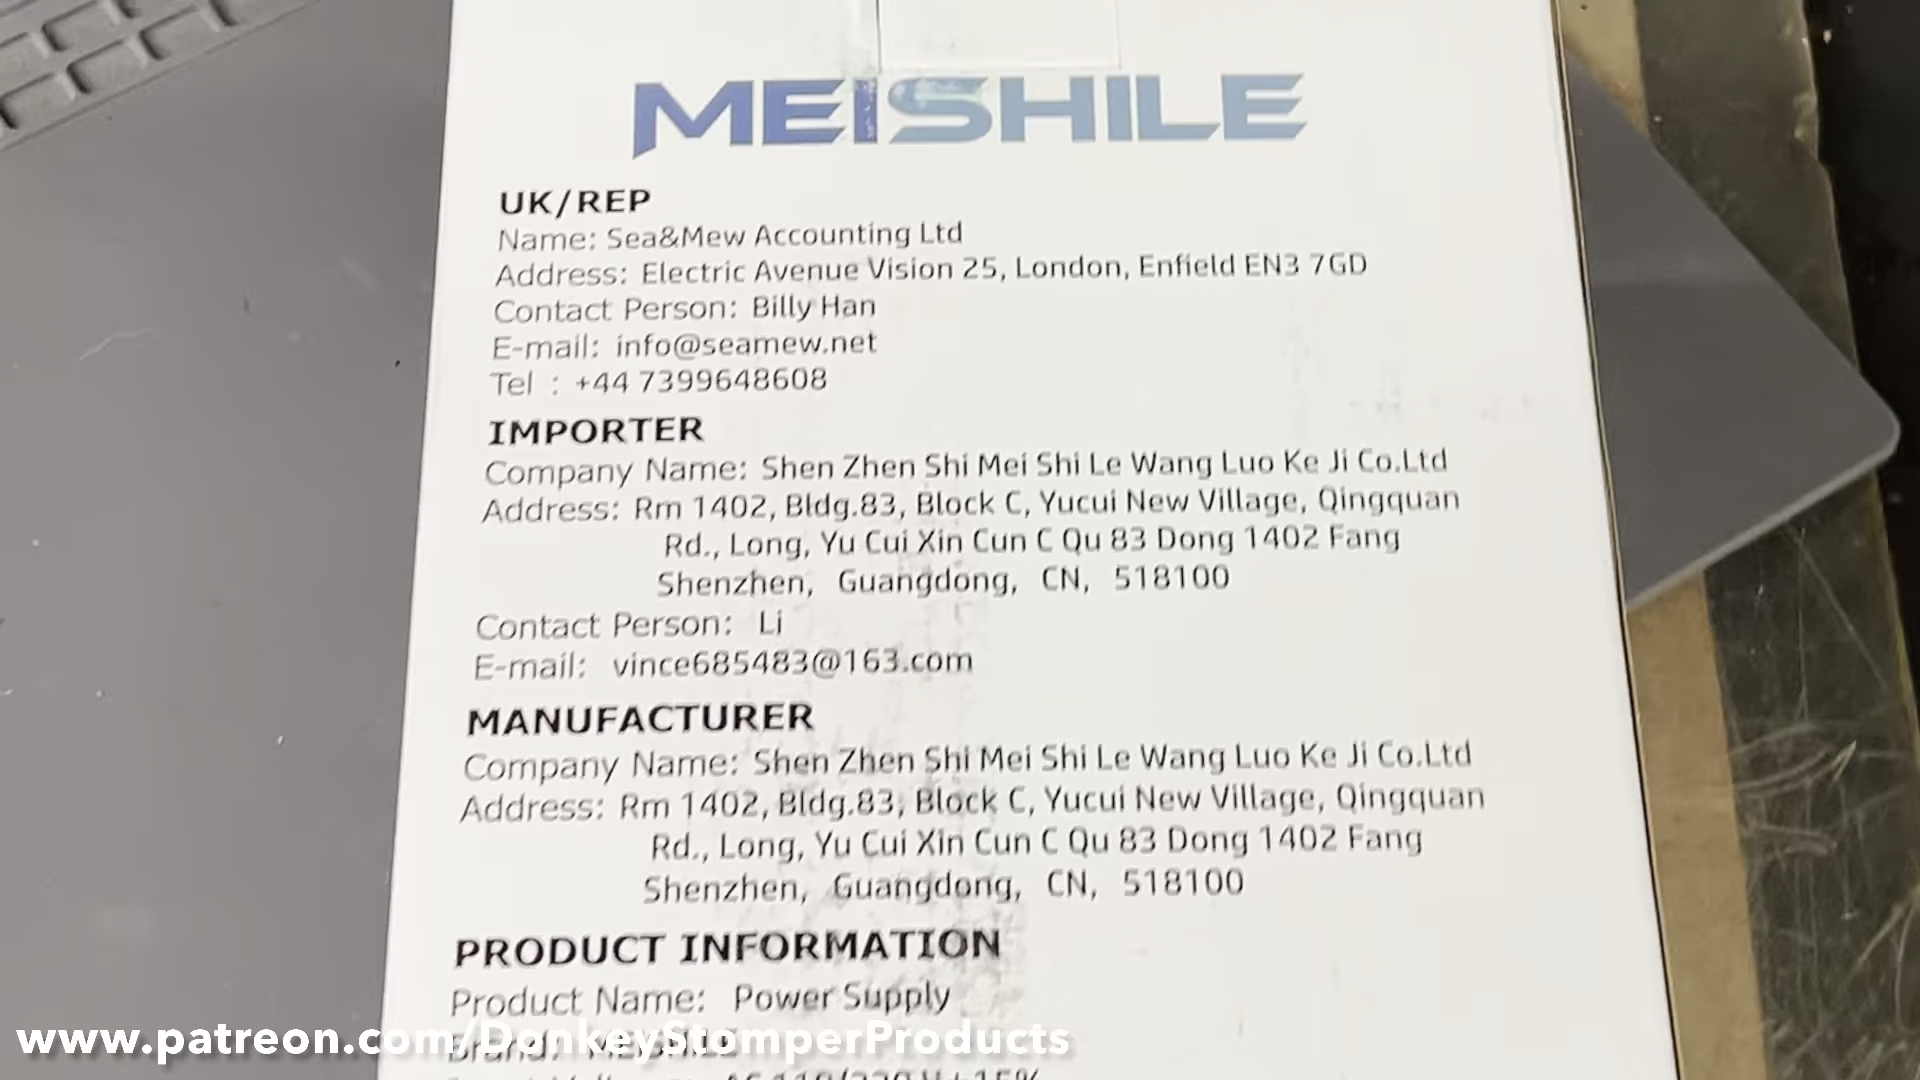 MEISHILE
UK/REP
Name: Sea&Mew Accounting Ltd
Address: Electric Avenue Vision 25, London, Enfield EN3 7GD
Contact Person: Billy Han
E-mail: info@seamew.net
Tel : +44 7399648608
IMPORTER
Company Name: Shen Zhen Shi Mei Shi Le Wang Luo Ke Ji Co.Ltd
Address: Rm 1402, Bldg.83, Block C, Yucui New Village, Qingquan
Rd., Long, Yu Cui Xin Cun C Qu 83 Dong 1402 Fang
Shenzhen, Guangdong, CN, 518100
Contact Person: Li
E-mail: vince685483@163.com
MANUFACTURER
Company Name: Shen Zhen Shi Mei Shi Le Wang Luo Ke Ji Co.Ltd
Address: Rm 1402, Bldg.83, Block C, Yucui New Village, Qingquan
Rd., Long, Yu Cui Xin Cun C Qu 83 Dong 1402 Fang
Shenzhen, Guangdong, CN, 518100
PRODUCT INFORMATION
Product Name: Power Supply
Brand: MEISHILE
www.patreon.com/DonkeyStomperProducts